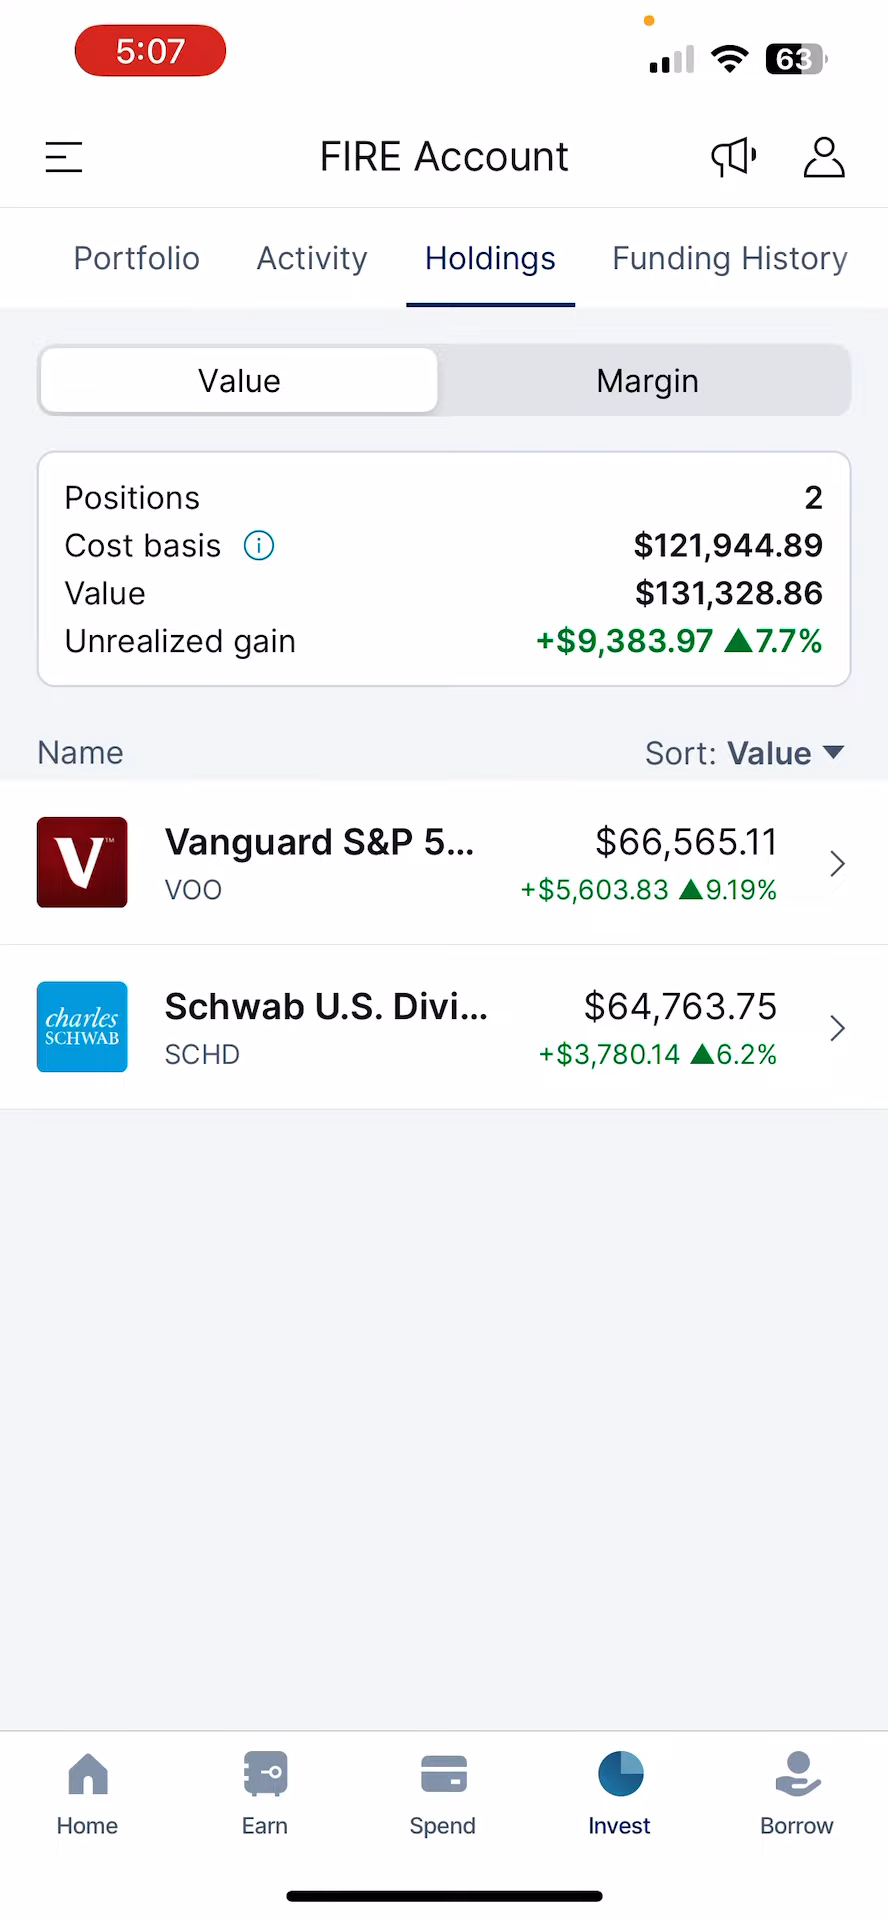 5:07
63
FIRE Account
Portfolio Activity Holdings Funding History
Value Margin
Positions 2
Cost basis $121,944.89
Value $131,328.86
Unrealized gain +$9,383.97 ▲7.7%
Name Sort: Value
V™
Vanguard S&P 5... $66,565.11
VOO +$5,603.83 ▲9.19%
charles
SCHWAB
Schwab U.S. Divi... $64,763.75
SCHD +$3,780.14 ▲6.2%
Home Earn Spend Invest Borrow